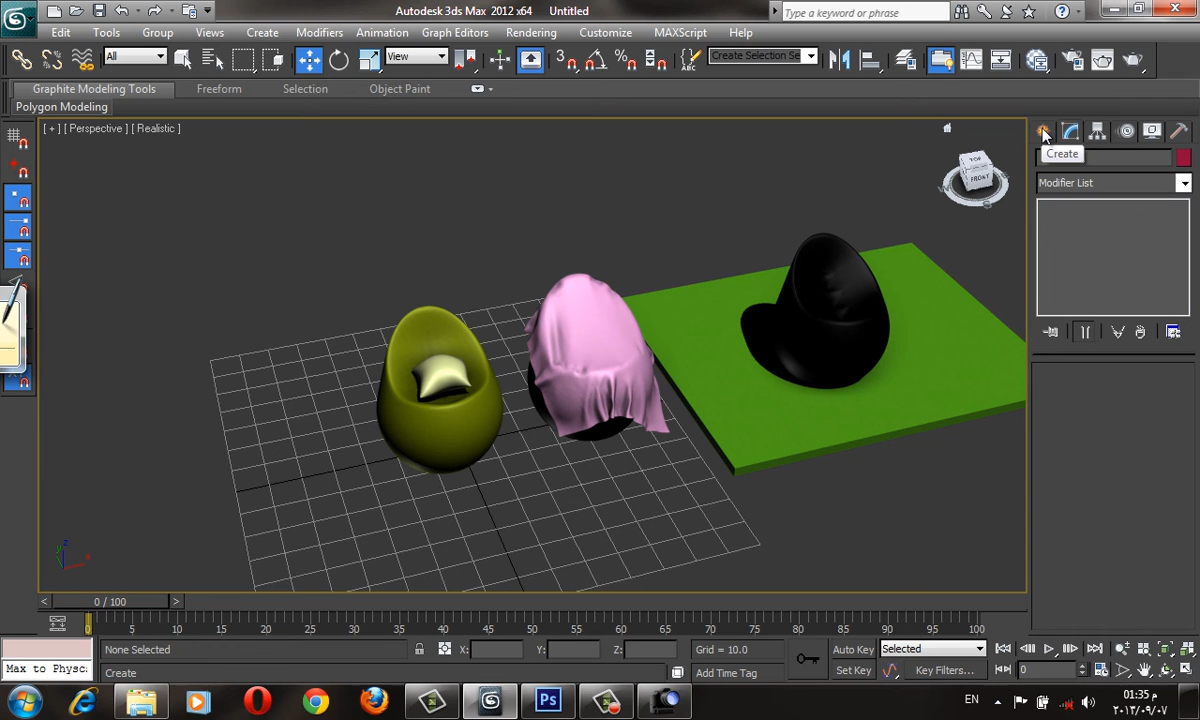 Autodesk 3ds Max 2012 x64 Untitled
Type a keyword or phrase
Edit Tools Group Views Create Modifiers Animation Graph Editors Rendering Customize MAXScript Help
All View 3 Create Selection Se
Graphite Modeling Tools Freeform Selection Object Paint
Polygon Modeling
[ + ] [ Perspective ] [ Realistic ]
Create
TOP
FRONT
Modifier List
< 0 / 100 >
0 5 10 15 20 25 30 35 40 45 50 55 60 65 70 75 80 85 90 95 100
None Selected X: Y: Z: Grid = 10.0 Auto Key Selected
Max to Physc:
Create Add Time Tag Set Key Key Filters... 0
EN
01:35 م
٢٠١٣/٠٩/٠٧